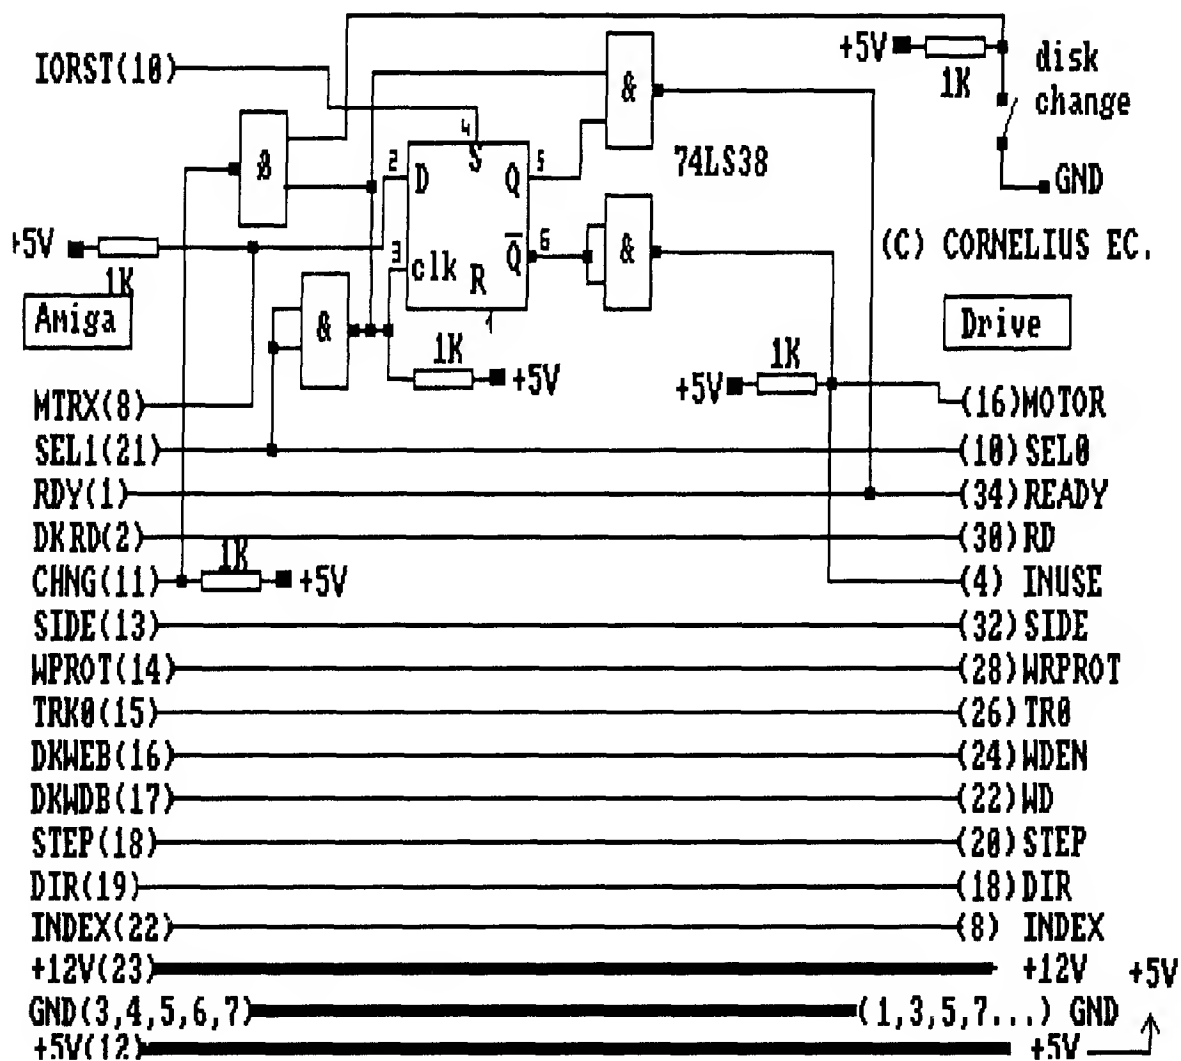 IORST(10)
+5V
1K
disk
change
&
4
74LS38
&
2
D
S
Q
5
GND
+5V
1K
3
clk
R
Q
6
&
(C) CORNELIUS EC.
Amiga
&
1
1K
+5V
1K
+5V
Drive
MTRX(8)
(16)MOTOR
SEL1(21)
(10)SEL0
RDY(1)
(34)READY
DKRD(2)
(30)RD
1K
CHNG(11)
+5V
(4) INUSE
SIDE(13)
(32)SIDE
WPROT(14)
(28)WRPROT
TRK0(15)
(26)TR0
DKWEB(16)
(24)WDEN
DKWDB(17)
(22)WD
STEP(18)
(20)STEP
DIR(19)
(18)DIR
INDEX(22)
(8) INDEX
+12V(23)
+12V
+5V
GND(3,4,5,6,7)
(1,3,5,7...) GND
+5V(12)
+5V